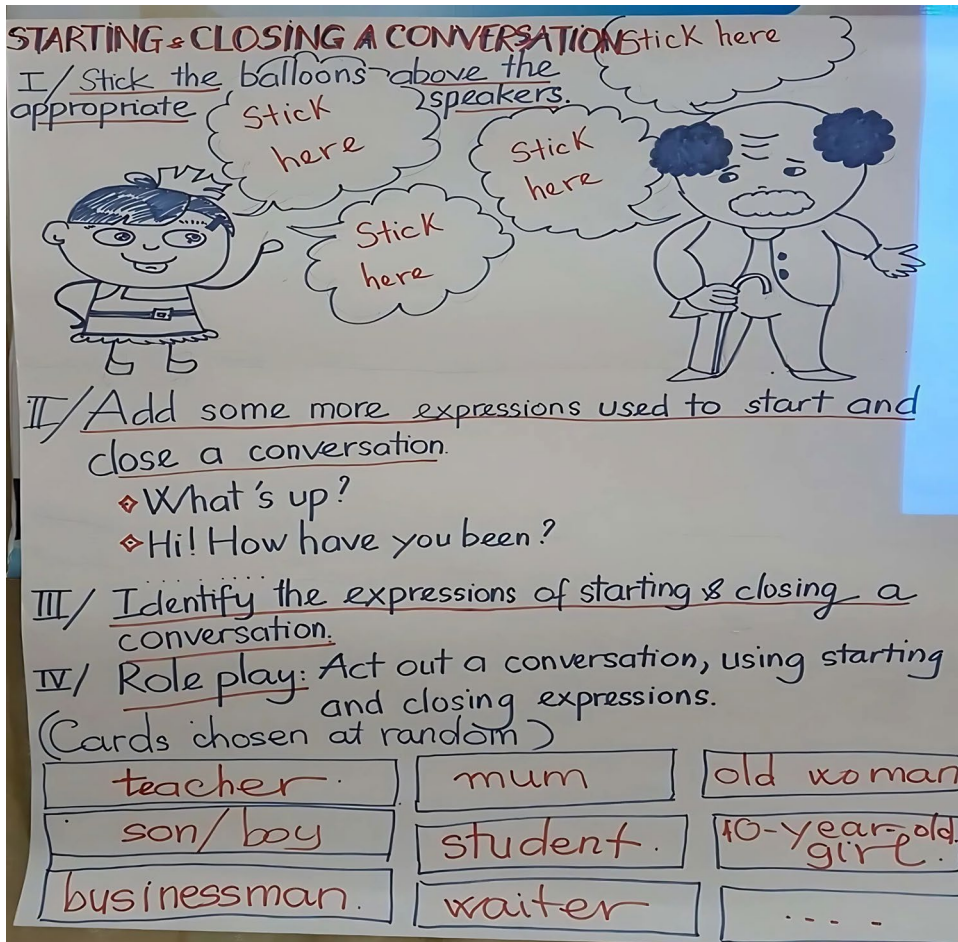 STARTING & CLOSING A CONVERSATION
I/ Stick the balloons above the
appropriate speakers.
Stick
here
Stick
here
Stick
here
Stick here
II/ Add some more expressions used to start and
close a conversation.
What's up?
Hi! How have you been?
.........
III/ Identify the expressions of starting & closing a
conversation.
IV/ Role play: Act out a conversation, using starting
and closing expressions.
(Cards chosen at random)
teacher.
mum
old woman
son/boy
student.
10-year-old
girl.
businessman.
waiter
....